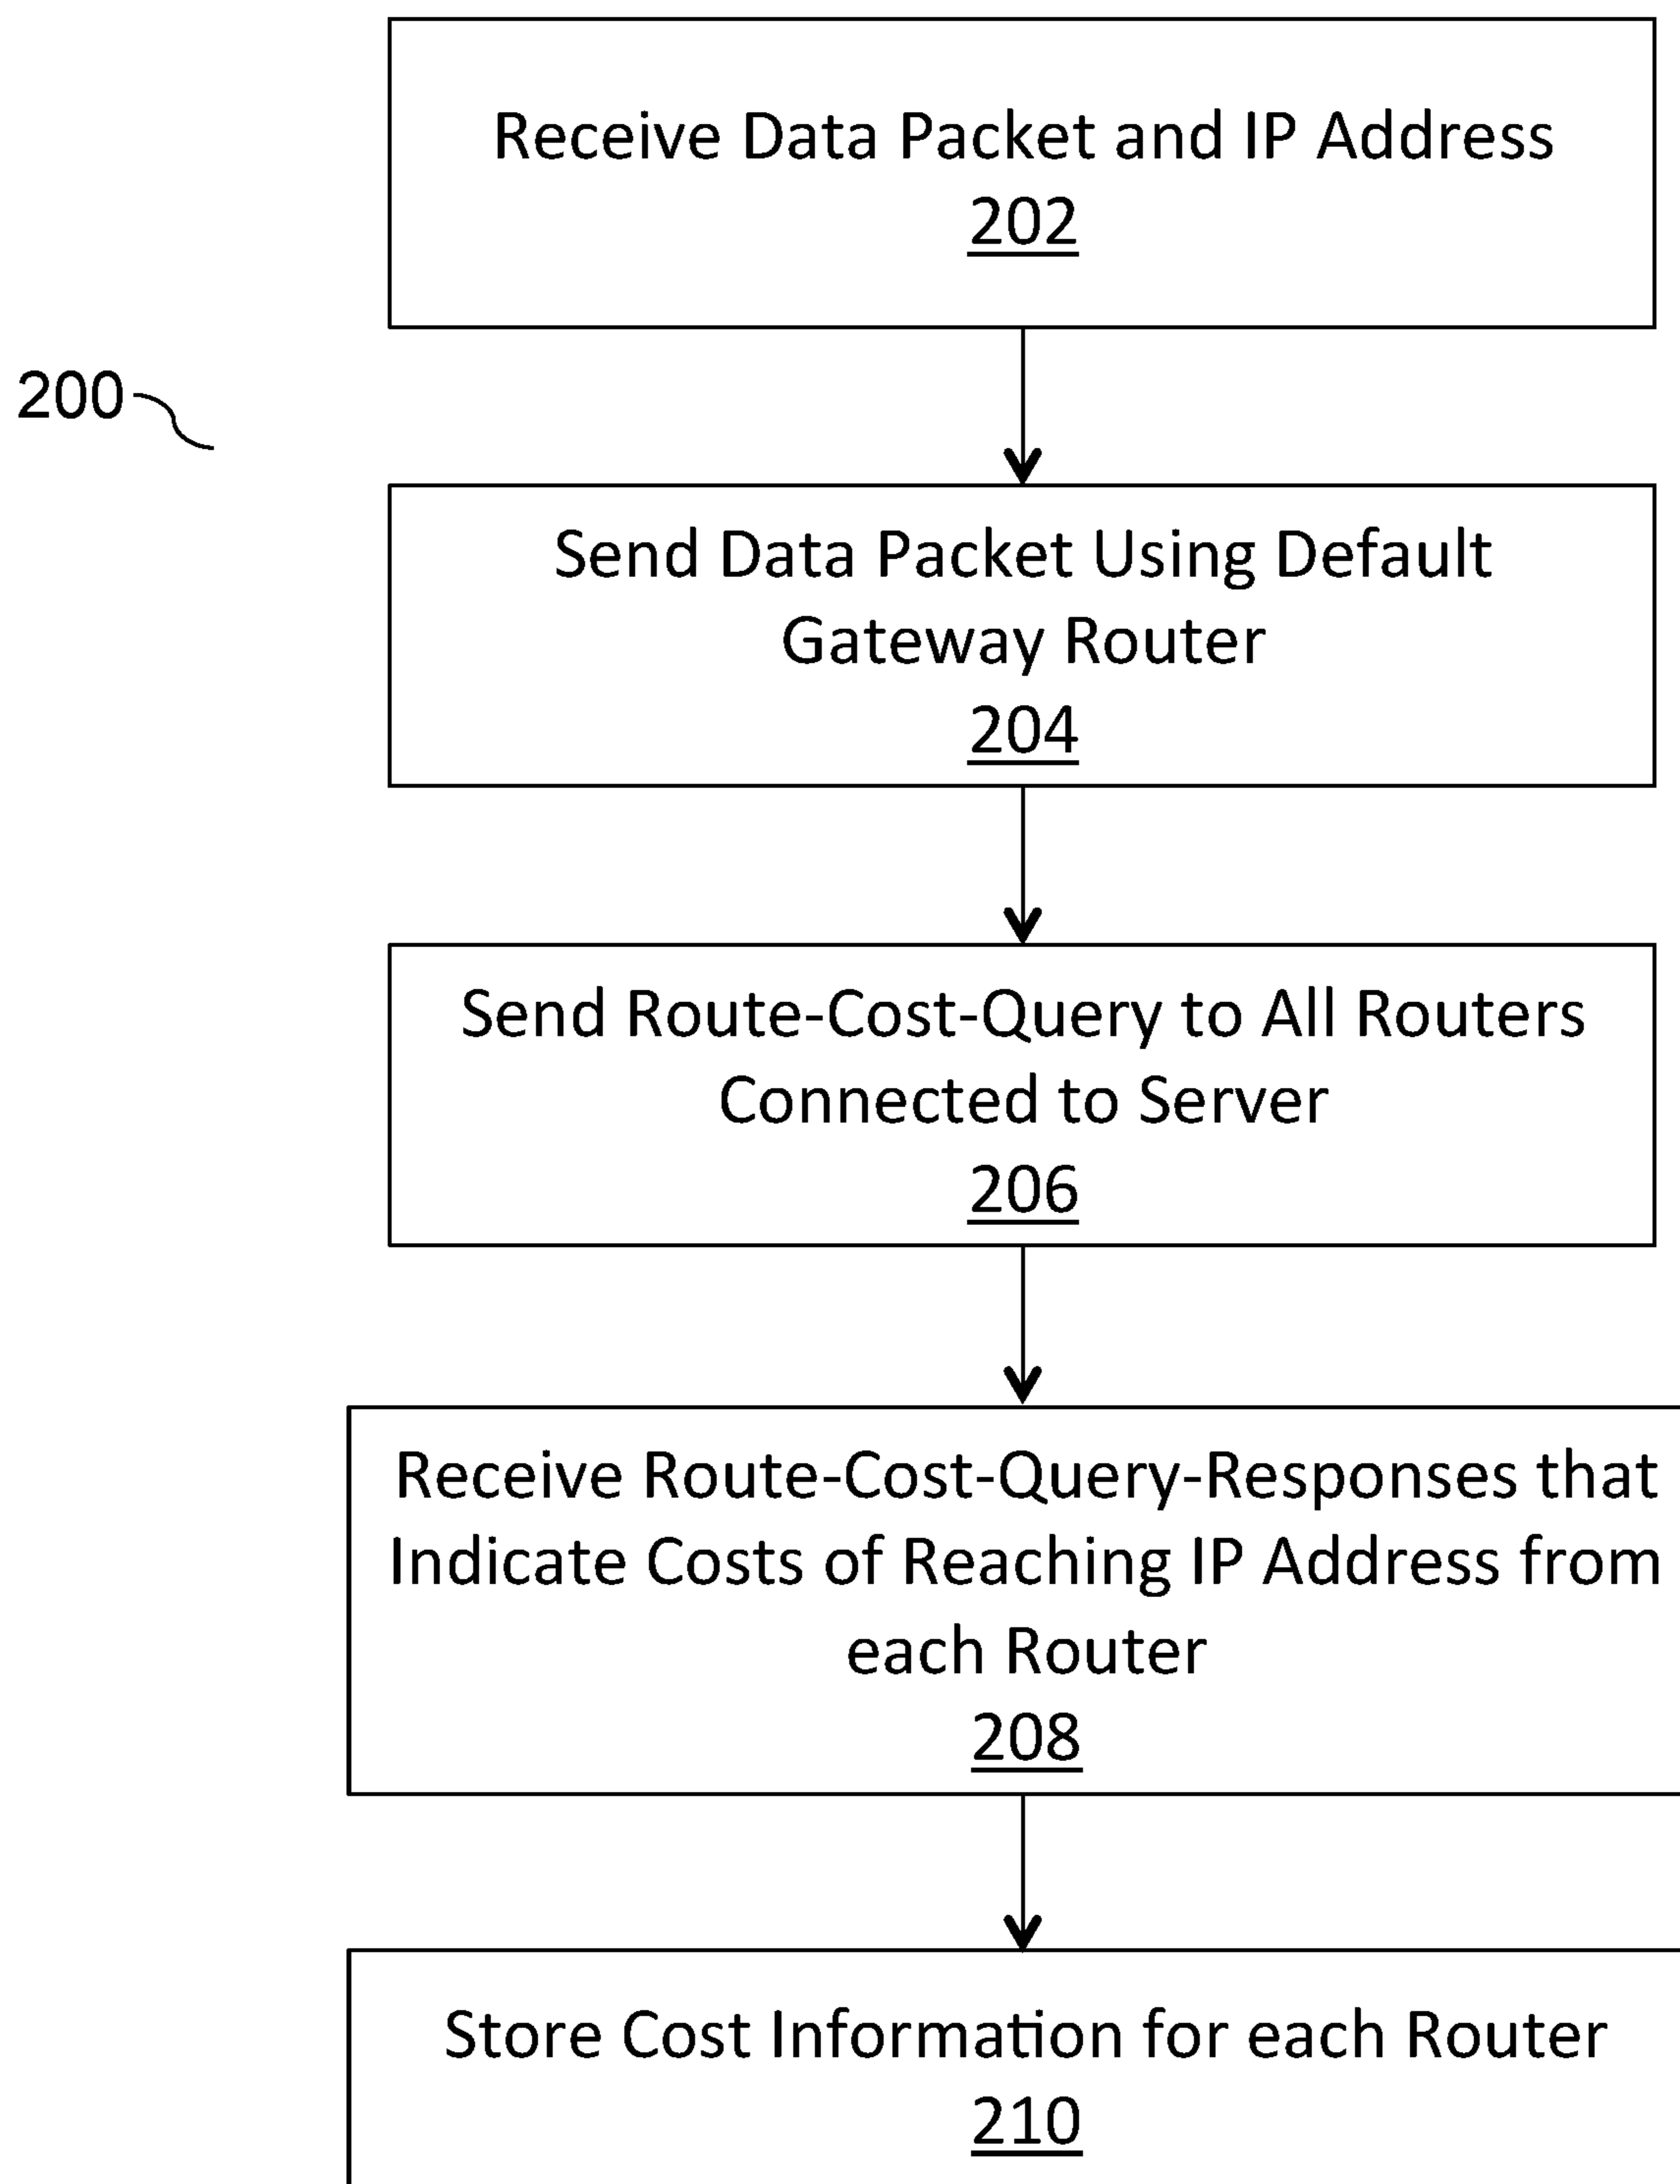 Receive Data Packet and IP Address
202
200
Send Data Packet Using Default
Gateway Router
204
Send Route-Cost-Query to All Routers
Connected to Server
206
Receive Route-Cost-Query-Responses that
Indicate Costs of Reaching IP Address from
each Router
208
Store Cost Information for each Router
210